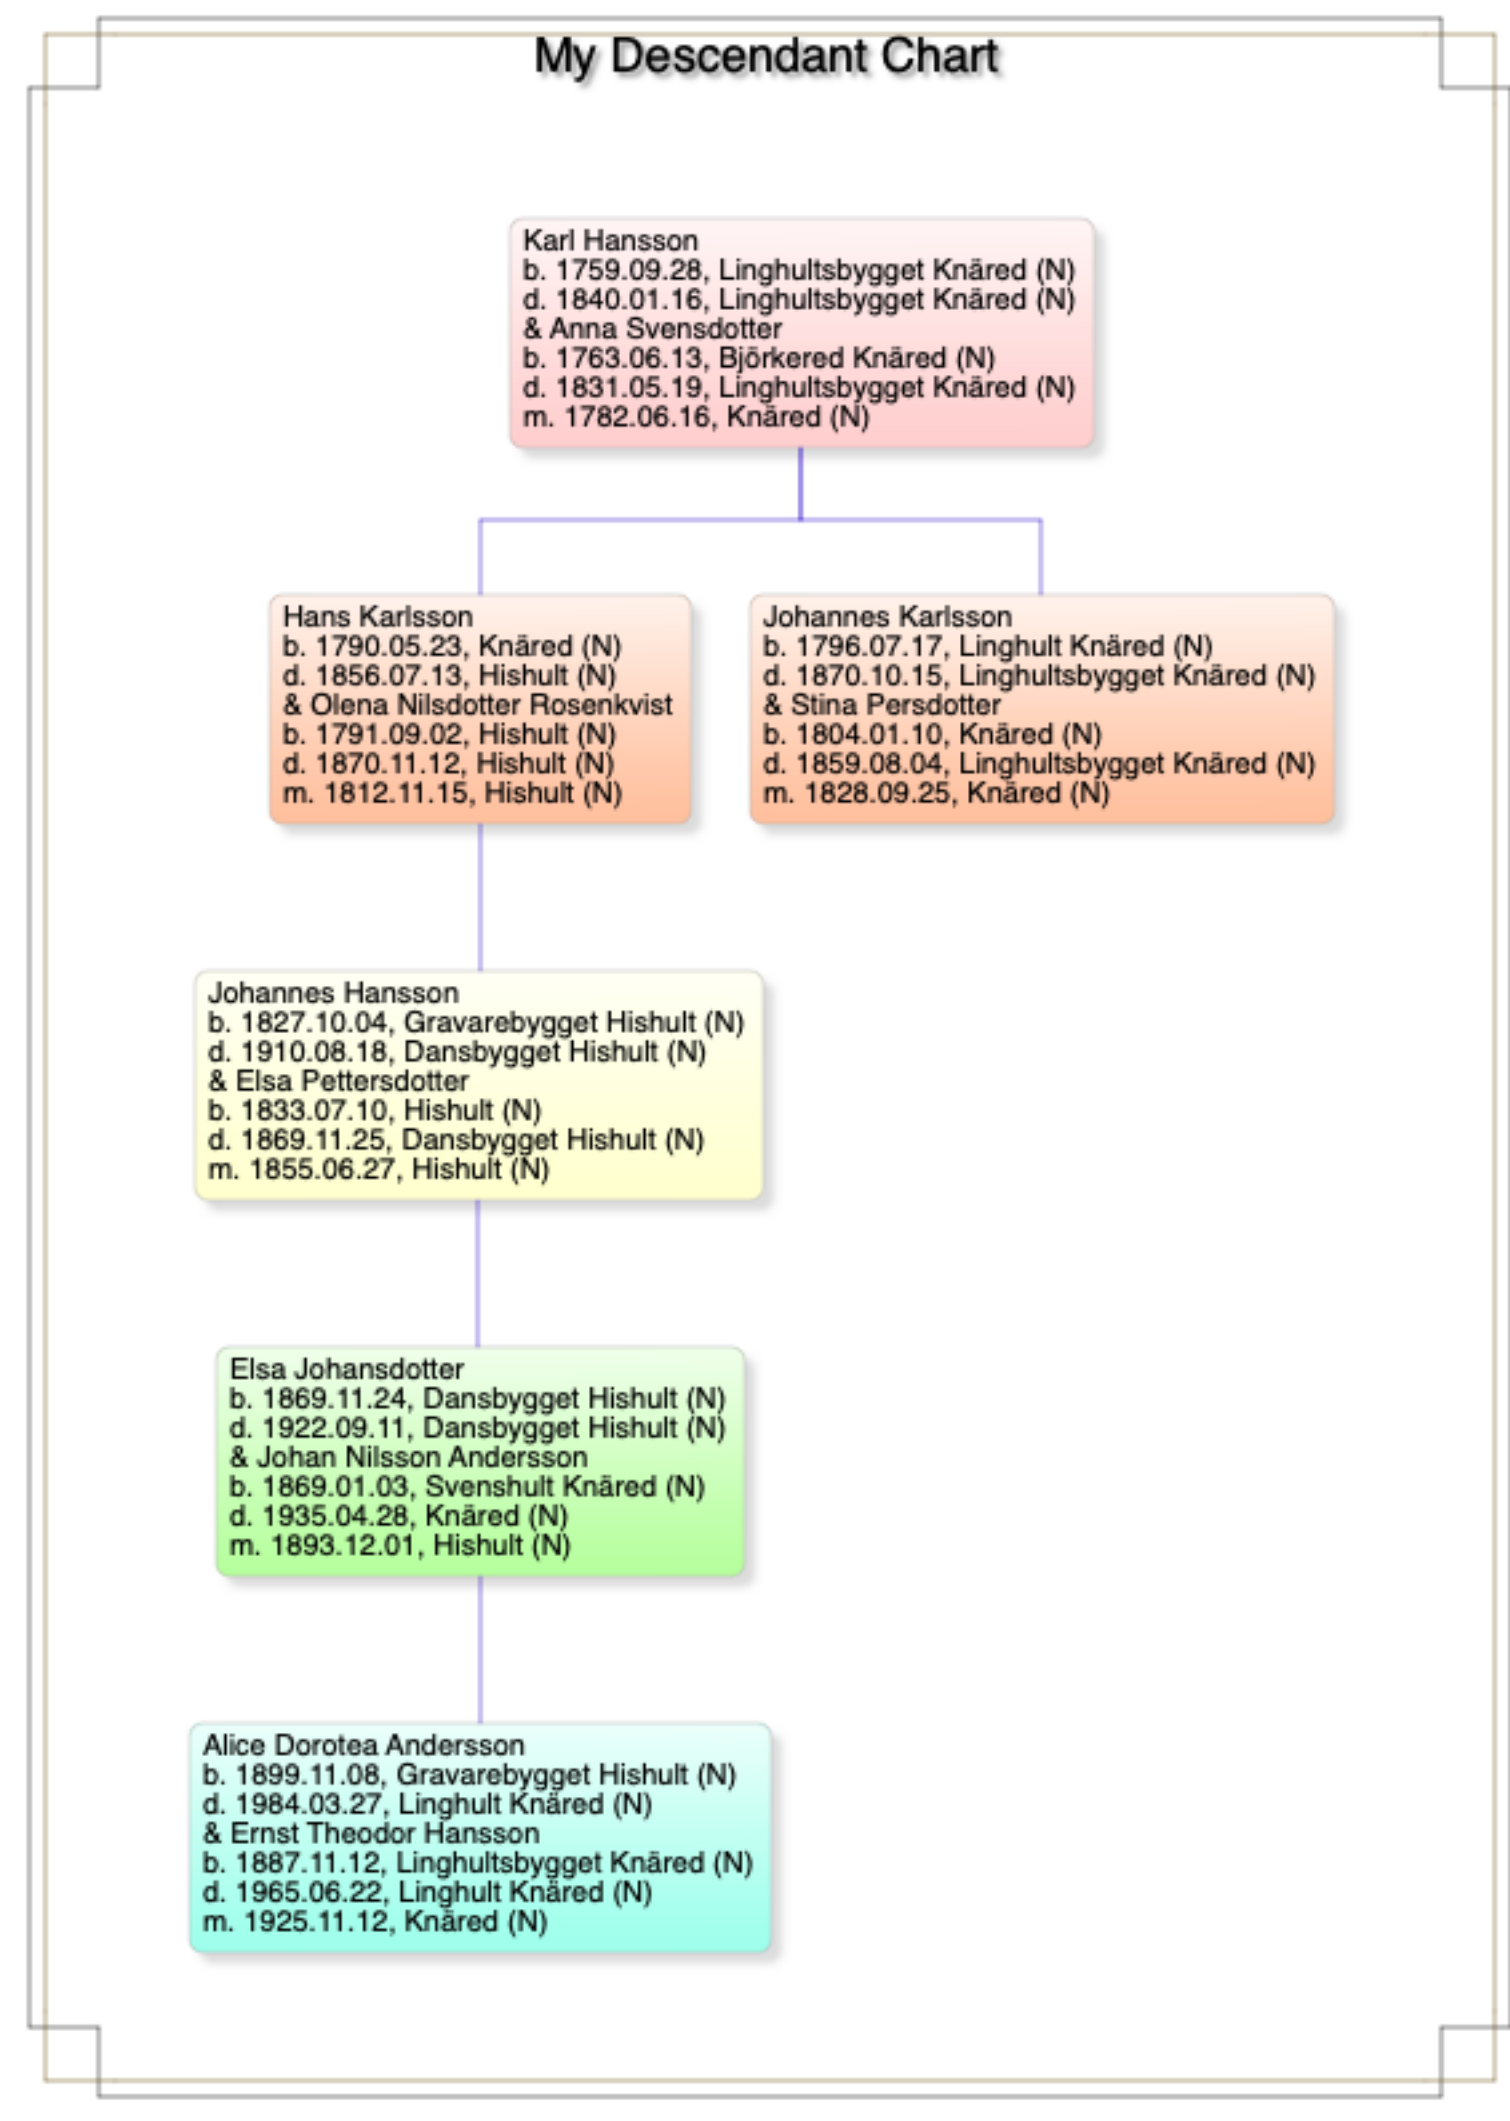 My Descendant Chart
Karl Hansson
b. 1759.09.28, Linghultsbygget Knäred (N)
d. 1840.01.16, Linghultsbygget Knäred (N)
& Anna Svensdotter
b. 1763.06.13, Björkered Knäred (N)
d. 1831.05.19, Linghultsbygget Knäred (N)
m. 1782.06.16, Knäred (N)
Hans Karlsson
b. 1790.05.23, Knäred (N)
d. 1856.07.13, Hishult (N)
& Olena Nilsdotter Rosenkvist
b. 1791.09.02, Hishult (N)
d. 1870.11.12, Hishult (N)
m. 1812.11.15, Hishult (N)
Johannes Karlsson
b. 1796.07.17, Linghult Knäred (N)
d. 1870.10.15, Linghultsbygget Knäred (N)
& Stina Persdotter
b. 1804.01.10, Knäred (N)
d. 1859.08.04, Linghultsbygget Knäred (N)
m. 1828.09.25, Knäred (N)
Johannes Hansson
b. 1827.10.04, Gravarebygget Hishult (N)
d. 1910.08.18, Dansbygget Hishult (N)
& Elsa Pettersdotter
b. 1833.07.10, Hishult (N)
d. 1869.11.25, Dansbygget Hishult (N)
m. 1855.06.27, Hishult (N)
Elsa Johansdotter
b. 1869.11.24, Dansbygget Hishult (N)
d. 1922.09.11, Dansbygget Hishult (N)
& Johan Nilsson Andersson
b. 1869.01.03, Svenshult Knäred (N)
d. 1935.04.28, Knäred (N)
m. 1893.12.01, Hishult (N)
Alice Dorotea Andersson
b. 1899.11.08, Gravarebygget Hishult (N)
d. 1984.03.27, Linghult Knäred (N)
& Ernst Theodor Hansson
b. 1887.11.12, Linghultsbygget Knäred (N)
d. 1965.06.22, Linghult Knäred (N)
m. 1925.11.12, Knäred (N)